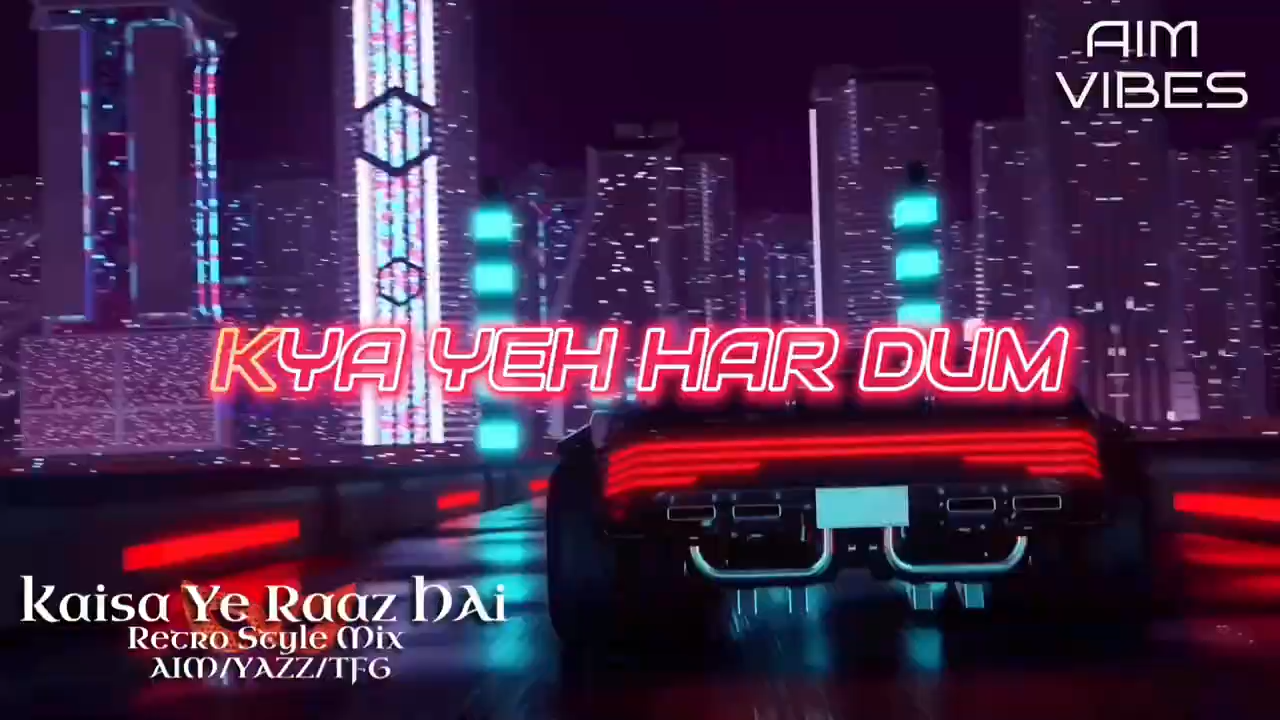 AIM
VIBES
KYA YEH HAR DUM
Kaisa Ye Raaz HAi
Retro Style Mix
AIM/YAZZ/TFG